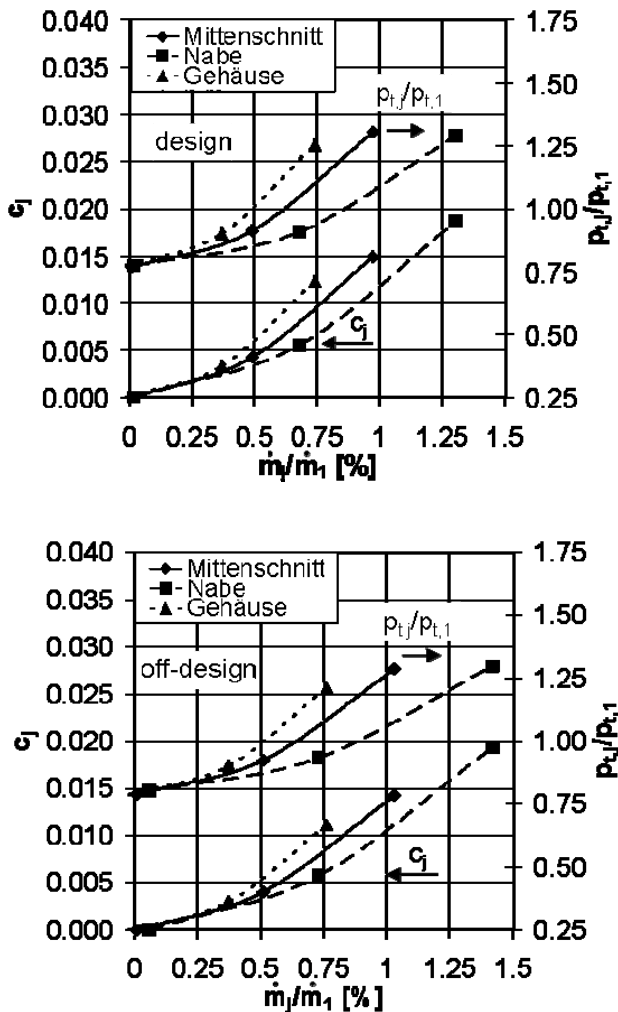 Mittenschnitt
Nabe
Gehäuse
design
p_t,j/p_t,1
c_j
0.040
0.035
0.030
0.025
0.020
0.015
0.010
0.005
0.000
c_j
1.75
1.50
1.25
1.00
0.75
0.50
0.25
p_t,j/p_t,1
0 0.25 0.5 0.75 1 1.25 1.5
ṁ_j/ṁ_1 [%]
Mittenschnitt
Nabe
Gehäuse
off-design
p_t,j/p_t,1
c_j
0.040
0.035
0.030
0.025
0.020
0.015
0.010
0.005
0.000
c_j
1.75
1.50
1.25
1.00
0.75
0.50
0.25
p_t,j/p_t,1
0 0.25 0.5 0.75 1 1.25 1.5
ṁ_j/ṁ_1 [%]